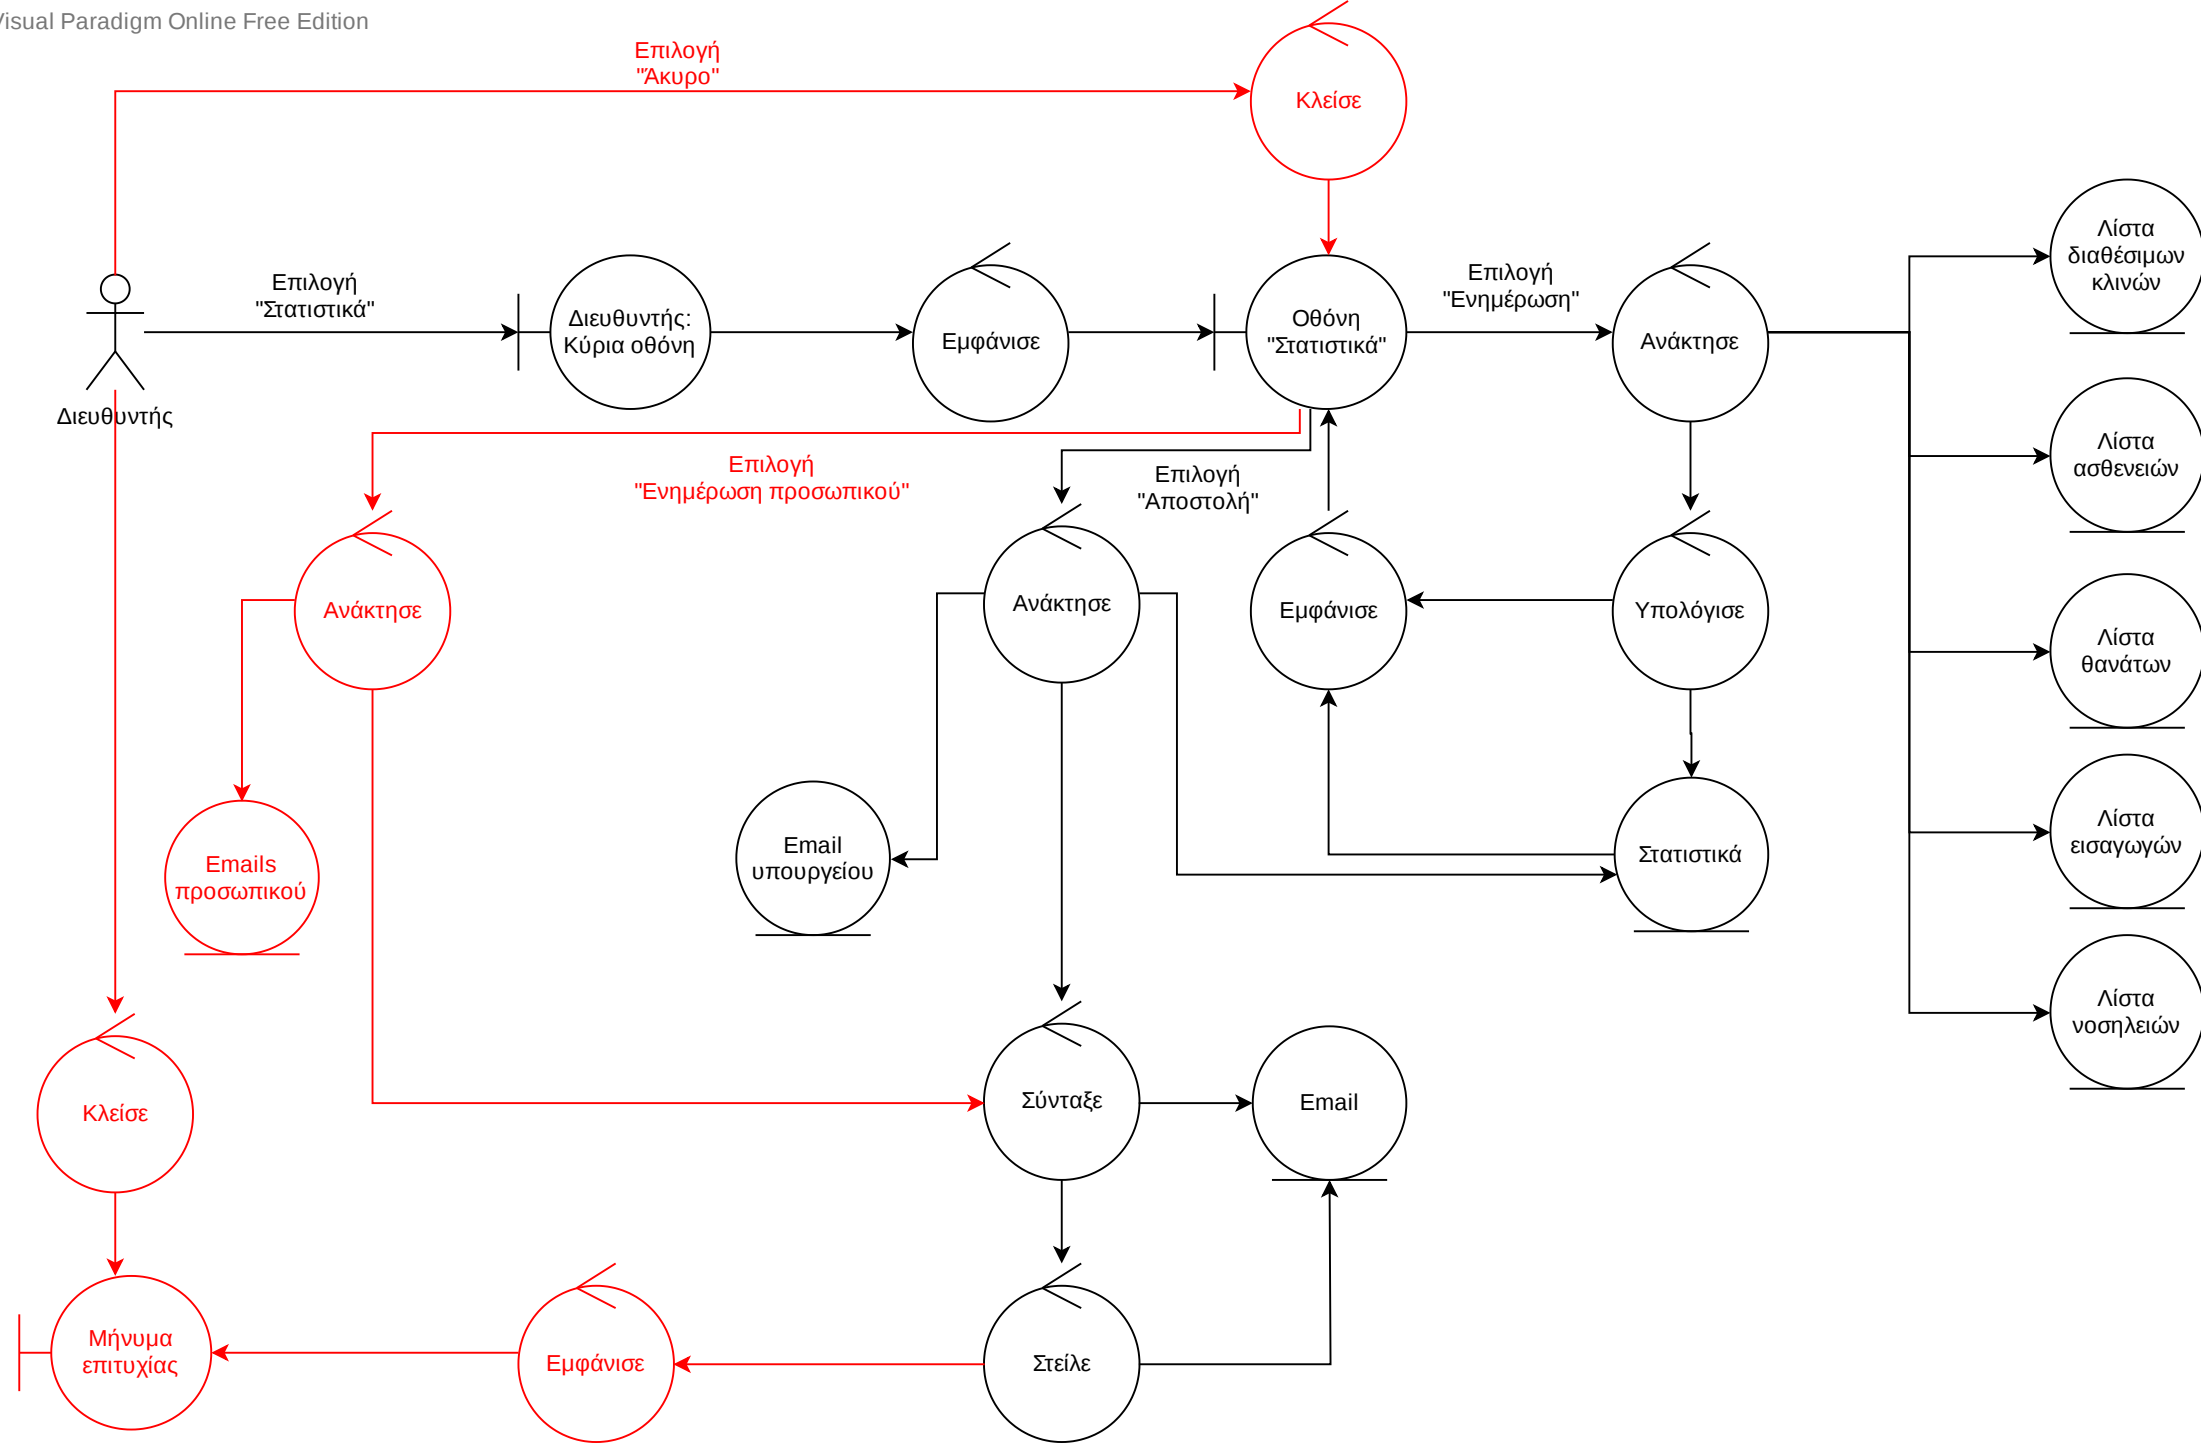 Visual Paradigm Online Free Edition
Επιλογή
"Άκυρο"
Κλείσε
Επιλογή
"Στατιστικά"
Διευθυντής:
Κύρια οθόνη
Εμφάνισε
Οθόνη
"Στατιστικά"
Επιλογή
"Ενημέρωση"
Ανάκτησε
Λίστα
διαθέσιμων
κλινών
Διευθυντής
Επιλογή
"Ενημέρωση προσωπικού"
Επιλογή
"Αποστολή"
Λίστα
ασθενειών
Ανάκτησε
Ανάκτησε
Εμφάνισε
Υπολόγισε
Λίστα
θανάτων
Emails
προσωπικού
Email
υπουργείου
Στατιστικά
Λίστα
εισαγωγών
Λίστα
νοσηλειών
Κλείσε
Σύνταξε
Email
Μήνυμα
επιτυχίας
Εμφάνισε
Στείλε